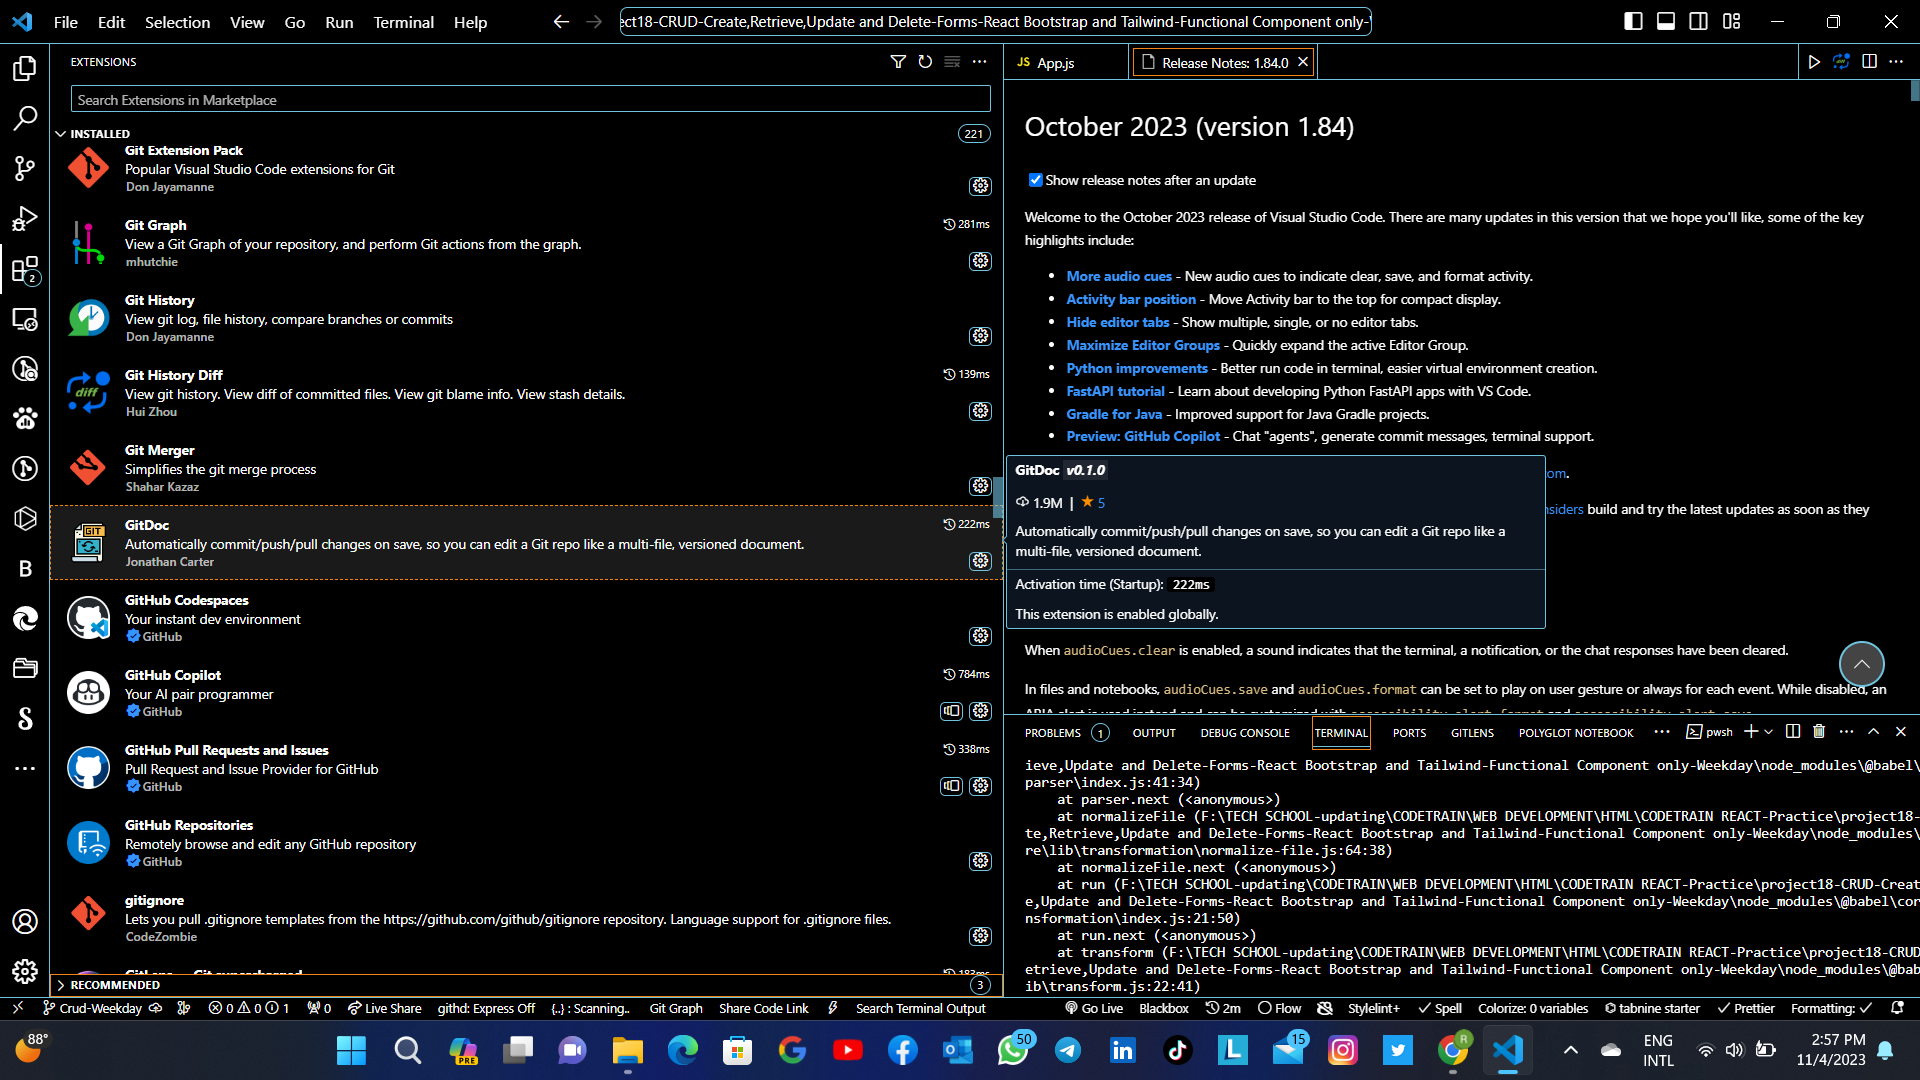 File Edit Selection View Go Run Terminal Help
ect18-CRUD-Create,Retrieve,Update and Delete-Forms-React Bootstrap and Tailwind-Functional Component only-
EXTENSIONS
Search Extensions in Marketplace
INSTALLED
221
Git Extension Pack
Popular Visual Studio Code extensions for Git
Don Jayamanne
Git Graph
281ms
View a Git Graph of your repository, and perform Git actions from the graph.
mhutchie
Git History
View git log, file history, compare branches or commits
Don Jayamanne
Git History Diff
139ms
View git history. View diff of committed files. View git blame info. View stash details.
Hui Zhou
Git Merger
Simplifies the git merge process
Shahar Kazaz
GitDoc
222ms
Automatically commit/push/pull changes on save, so you can edit a Git repo like a multi-file, versioned document.
Jonathan Carter
GitHub Codespaces
Your instant dev environment
GitHub
GitHub Copilot
784ms
Your AI pair programmer
GitHub
GitHub Pull Requests and Issues
338ms
Pull Request and Issue Provider for GitHub
GitHub
GitHub Repositories
Remotely browse and edit any GitHub repository
GitHub
gitignore
Lets you pull .gitignore templates from the https://github.com/github/gitignore repository. Language support for .gitignore files.
CodeZombie
RECOMMENDED
3
2
B
diff
GIT
JS App.js
Release Notes: 1.84.0
October 2023 (version 1.84)
Show release notes after an update
Welcome to the October 2023 release of Visual Studio Code. There are many updates in this version that we hope you'll like, some of the key
highlights include:
• More audio cues - New audio cues to indicate clear, save, and format activity.
• Activity bar position - Move Activity bar to the top for compact display.
• Hide editor tabs - Show multiple, single, or no editor tabs.
• Maximize Editor Groups - Quickly expand the active Editor Group.
• Python improvements - Better run code in terminal, easier virtual environment creation.
• FastAPI tutorial - Learn about developing Python FastAPI apps with VS Code.
• Gradle for Java - Improved support for Java Gradle projects.
• Preview: GitHub Copilot - Chat "agents", generate commit messages, terminal support.
om.
nsiders build and try the latest updates as soon as they
GitDoc v0.1.0
1.9M | ★ 5
Automatically commit/push/pull changes on save, so you can edit a Git repo like a
multi-file, versioned document.
Activation time (Startup): 222ms
This extension is enabled globally.
When audioCues.clear is enabled, a sound indicates that the terminal, a notification, or the chat responses have been cleared.
In files and notebooks, audioCues.save and audioCues.format can be set to play on user gesture or always for each event. While disabled, an
PROBLEMS 1 OUTPUT DEBUG CONSOLE TERMINAL PORTS GITLENS POLYGLOT NOTEBOOK pwsh
ieve,Update and Delete-Forms-React Bootstrap and Tailwind-Functional Component only-Weekday\node_modules\@babel\
parser\index.js:41:34)
at parser.next (<anonymous>)
at normalizeFile (F:\TECH SCHOOL-updating\CODETRAIN\WEB DEVELOPMENT\HTML\CODETRAIN REACT-Practice\project18-
te,Retrieve,Update and Delete-Forms-React Bootstrap and Tailwind-Functional Component only-Weekday\node_modules\
re\lib\transformation\normalize-file.js:64:38)
at normalizeFile.next (<anonymous>)
at run (F:\TECH SCHOOL-updating\CODETRAIN\WEB DEVELOPMENT\HTML\CODETRAIN REACT-Practice\project18-CRUD-Creat
e,Update and Delete-Forms-React Bootstrap and Tailwind-Functional Component only-Weekday\node_modules\@babel\cor
nsformation\index.js:21:50)
at run.next (<anonymous>)
at transform (F:\TECH SCHOOL-updating\CODETRAIN\WEB DEVELOPMENT\HTML\CODETRAIN REACT-Practice\project18-CRUD
etrieve,Update and Delete-Forms-React Bootstrap and Tailwind-Functional Component only-Weekday\node_modules\@bab
ib\transform.js:22:41)
Crud-Weekday 0 0 1 0 Live Share githd: Express Off {..} : Scanning.. Git Graph Share Code Link Search Terminal Output Go Live Blackbox 2m Flow Stylelint+ Spell Colorize: 0 variables tabnine starter Prettier Formatting:
88°
PRE
50
L
15
R
ENG
INTL
2:57 PM
11/4/2023